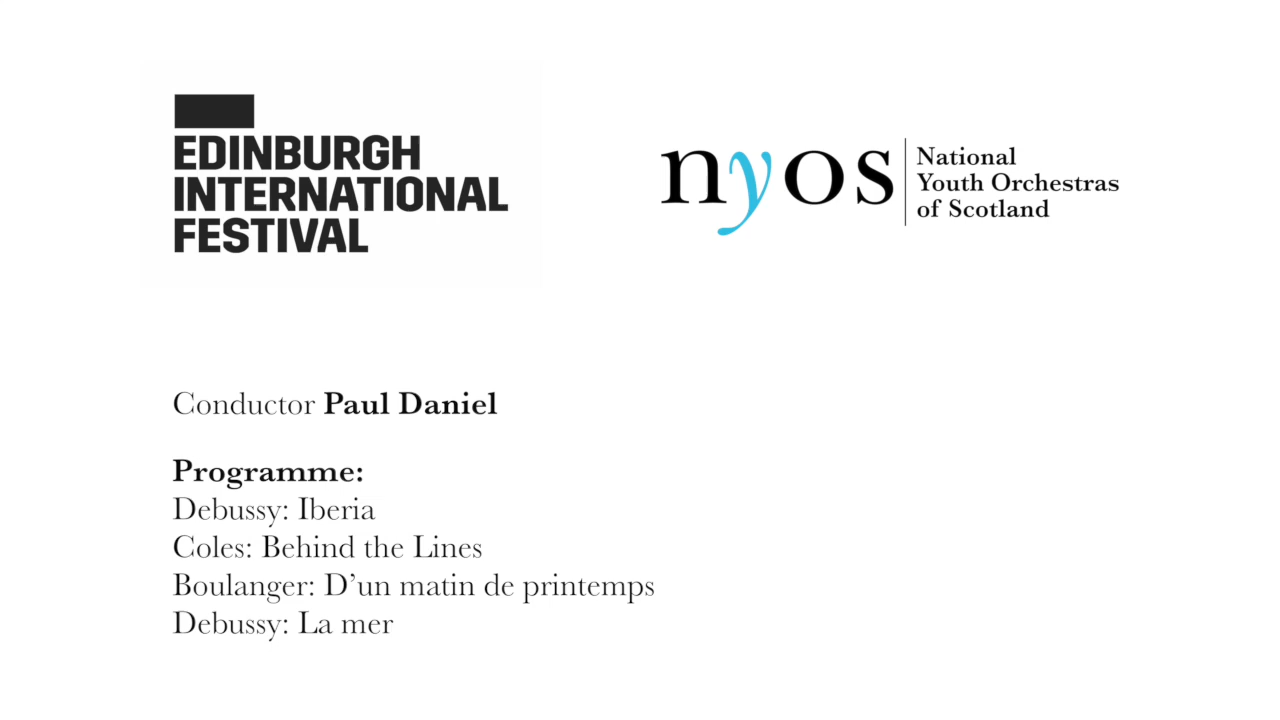 EDINBURGH
INTERNATIONAL
FESTIVAL
nyos
National
Youth Orchestras
of Scotland
Conductor Paul Daniel
Programme:
Debussy: Iberia
Coles: Behind the Lines
Boulanger: D’un matin de printemps
Debussy: La mer